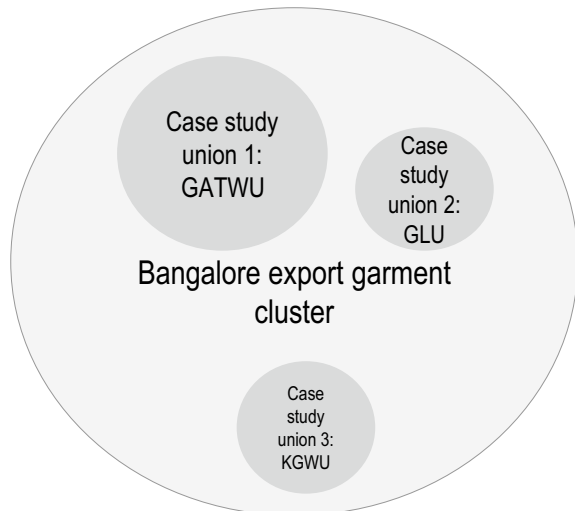 Case study
union 1:
GATWU
Case
study
union 2:
GLU
Bangalore export garment
cluster
Case
study
union 3:
KGWU